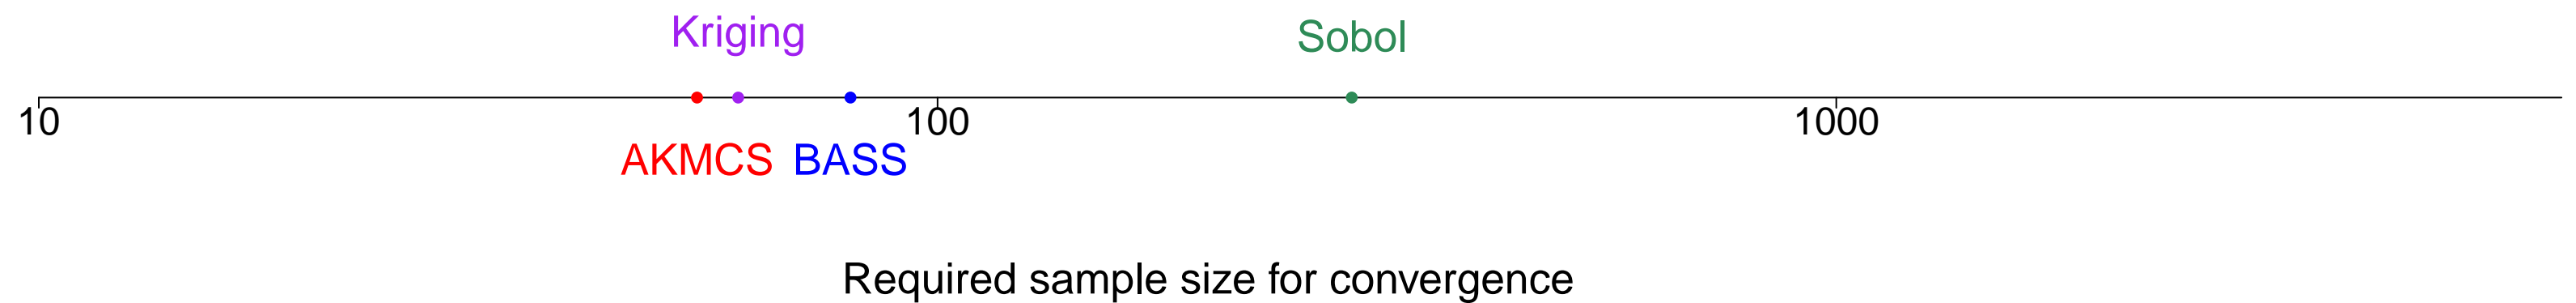 Kriging
Sobol
10
100
1000
AKMCS
BASS
Required sample size for convergence